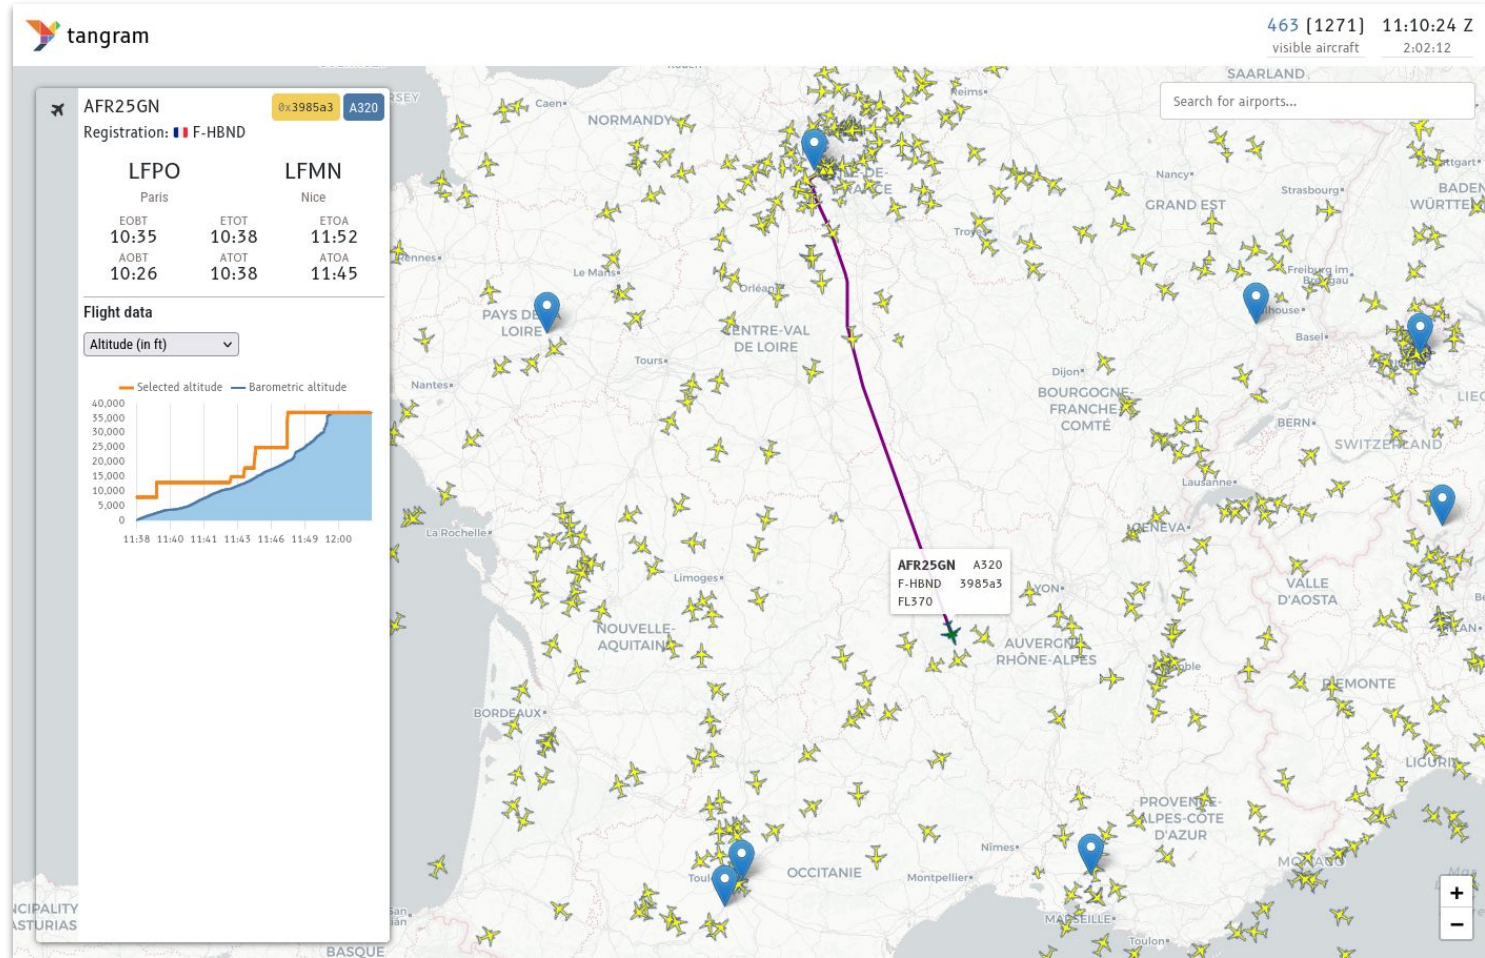 tangram
463 (1271)
visible aircraft
11:10:24 Z
2:02:12
Search for airports...
AFR25GN
0x3985a3
A320
Registration: F-HBND
LFPO
LFMN
Paris
Nice
EOBT
ETOT
ETOA
10:35
10:38
11:52
AOBT
ATOT
ATOA
10:26
10:38
11:45
Flight data
Altitude (in ft)
Selected altitude
Barometric altitude
40,000
35,000
30,000
25,000
20,000
15,000
10,000
5,000
0
11:38 11:40 11:41 11:43 11:46 11:49 12:00
SAARLAND
Caen
Reims
NORMANDY
Nancy
Strasbourg
GRAND EST
BADEN
Troyes
Le Mans
Orléans
Freiburg im
PAYS DE
LOIRE
CENTRE-VAL
DE LOIRE
Basel
Tours
Nantes
Dijon
BOURGOGNE-
FRANCHE-
COMTÉ
BERN
SWITZERLAND
Lausanne
La Rochelle
GENEVA
AFR25GN A320
F-HBND 3985a3
FL370
Limoges
VALLE
D'AOSTA
NOUVELLE-
AQUITAINE
AUVERGNE
RHÔNE-ALPES
PIEMONTE
BORDEAUX
PROVENCE-
ALPES-CÔTE
D'AZUR
Nîmes
OCCITANIE
Montpellier
MONACO
MARSEILLE
Toulon
BASQUE
+
−